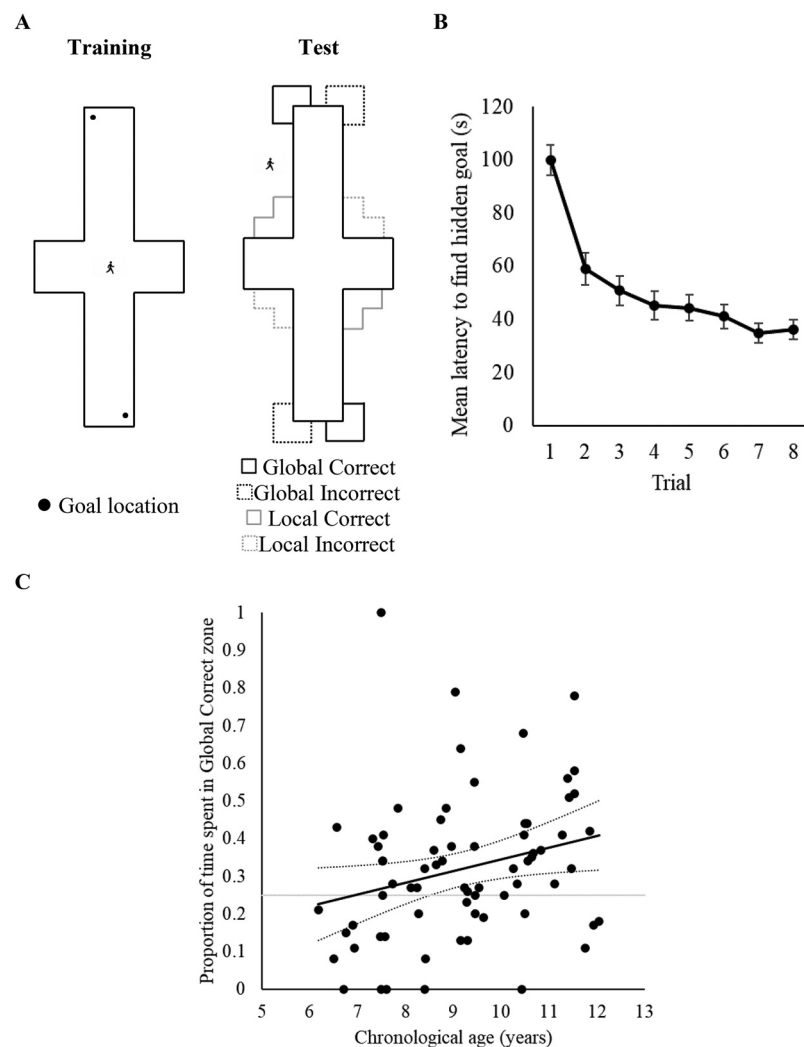 A
Training
Test
Goal location
Global Correct
Global Incorrect
Local Correct
Local Incorrect
B
Mean latency to find hidden goal (s)
120
100
80
60
40
20
0
1 2 3 4 5 6 7 8
Trial
C
Proportion of time spent in Global Correct zone
1
0.9
0.8
0.7
0.6
0.5
0.4
0.3
0.2
0.1
0
5 6 7 8 9 10 11 12 13
Chronological age (years)